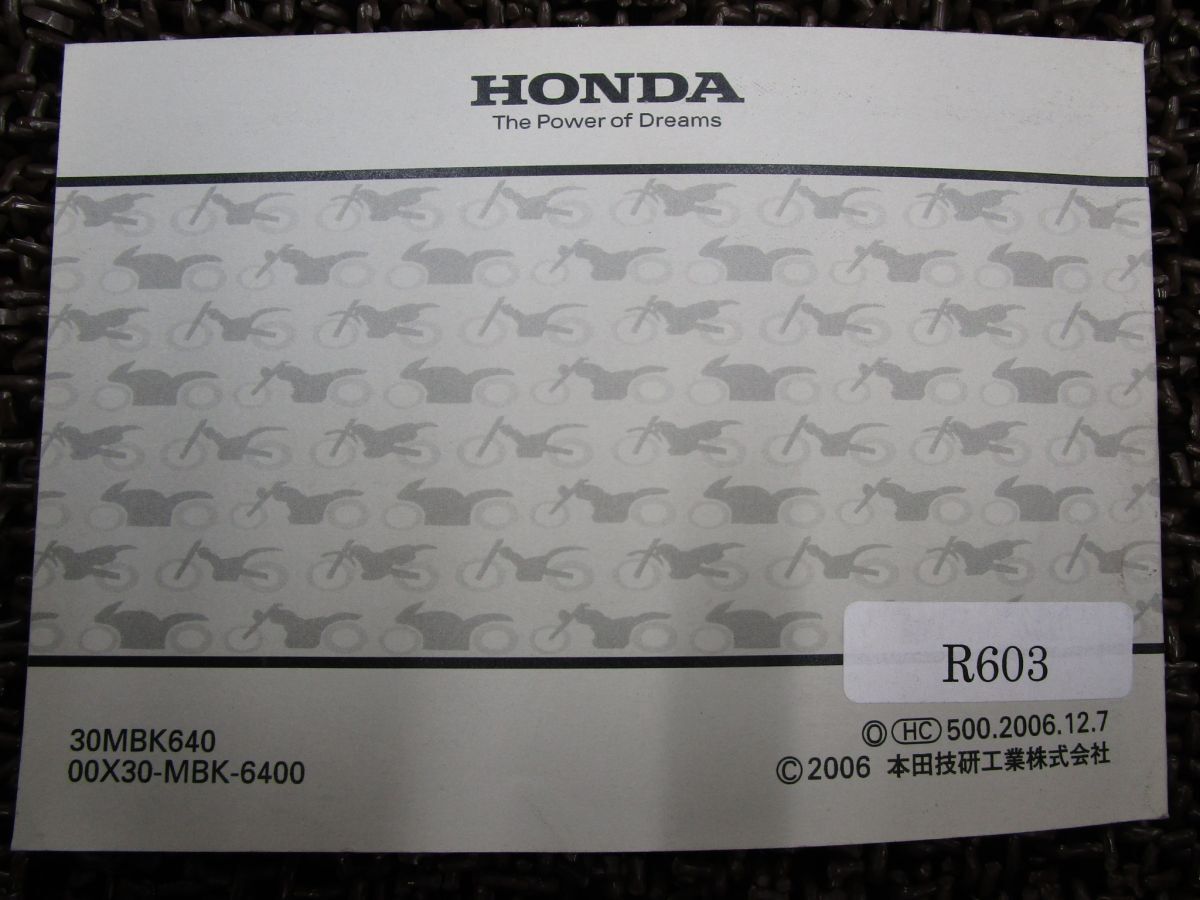 HONDA
The Power of Dreams
R603
30MBK640
00X30-MBK-6400
Ⓞ HC 500.2006.12.7
© 2006 本田技研工業株式会社